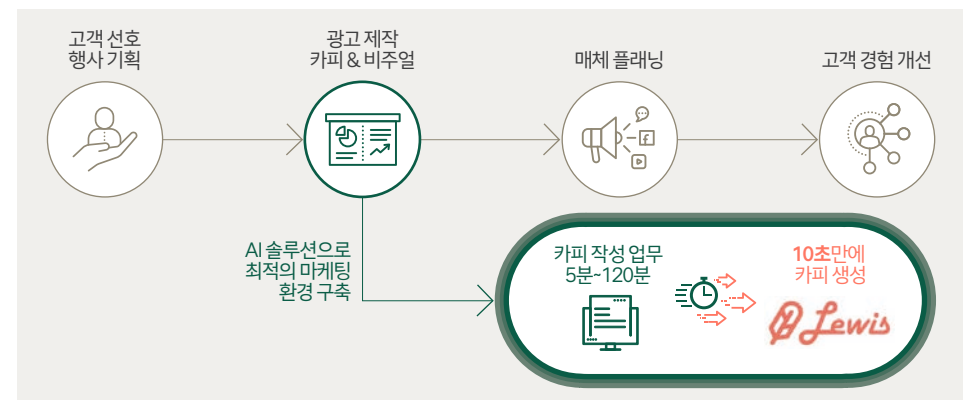 고객 선호
행사 기획
광고 제작
카피 & 비주얼
매체 플래닝
고객 경험 개선
AI 솔루션으로
최적의 마케팅
환경 구축
카피 작성 업무
5분~120분
10초만에
카피 생성
Lewis